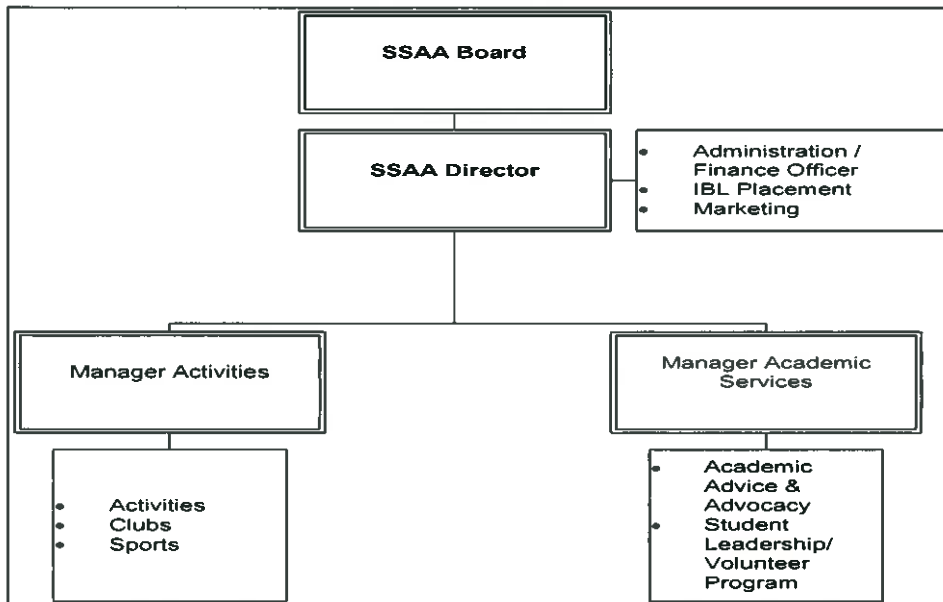 SSAA Board
SSAA Director
• Administration /
Finance Officer
• IBL Placement
• Marketing
Manager Activities
Manager Academic
Services
• Activities
• Clubs
• Sports
• Academic
Advice &
Advocacy
• Student
Leadership/
Volunteer
Program